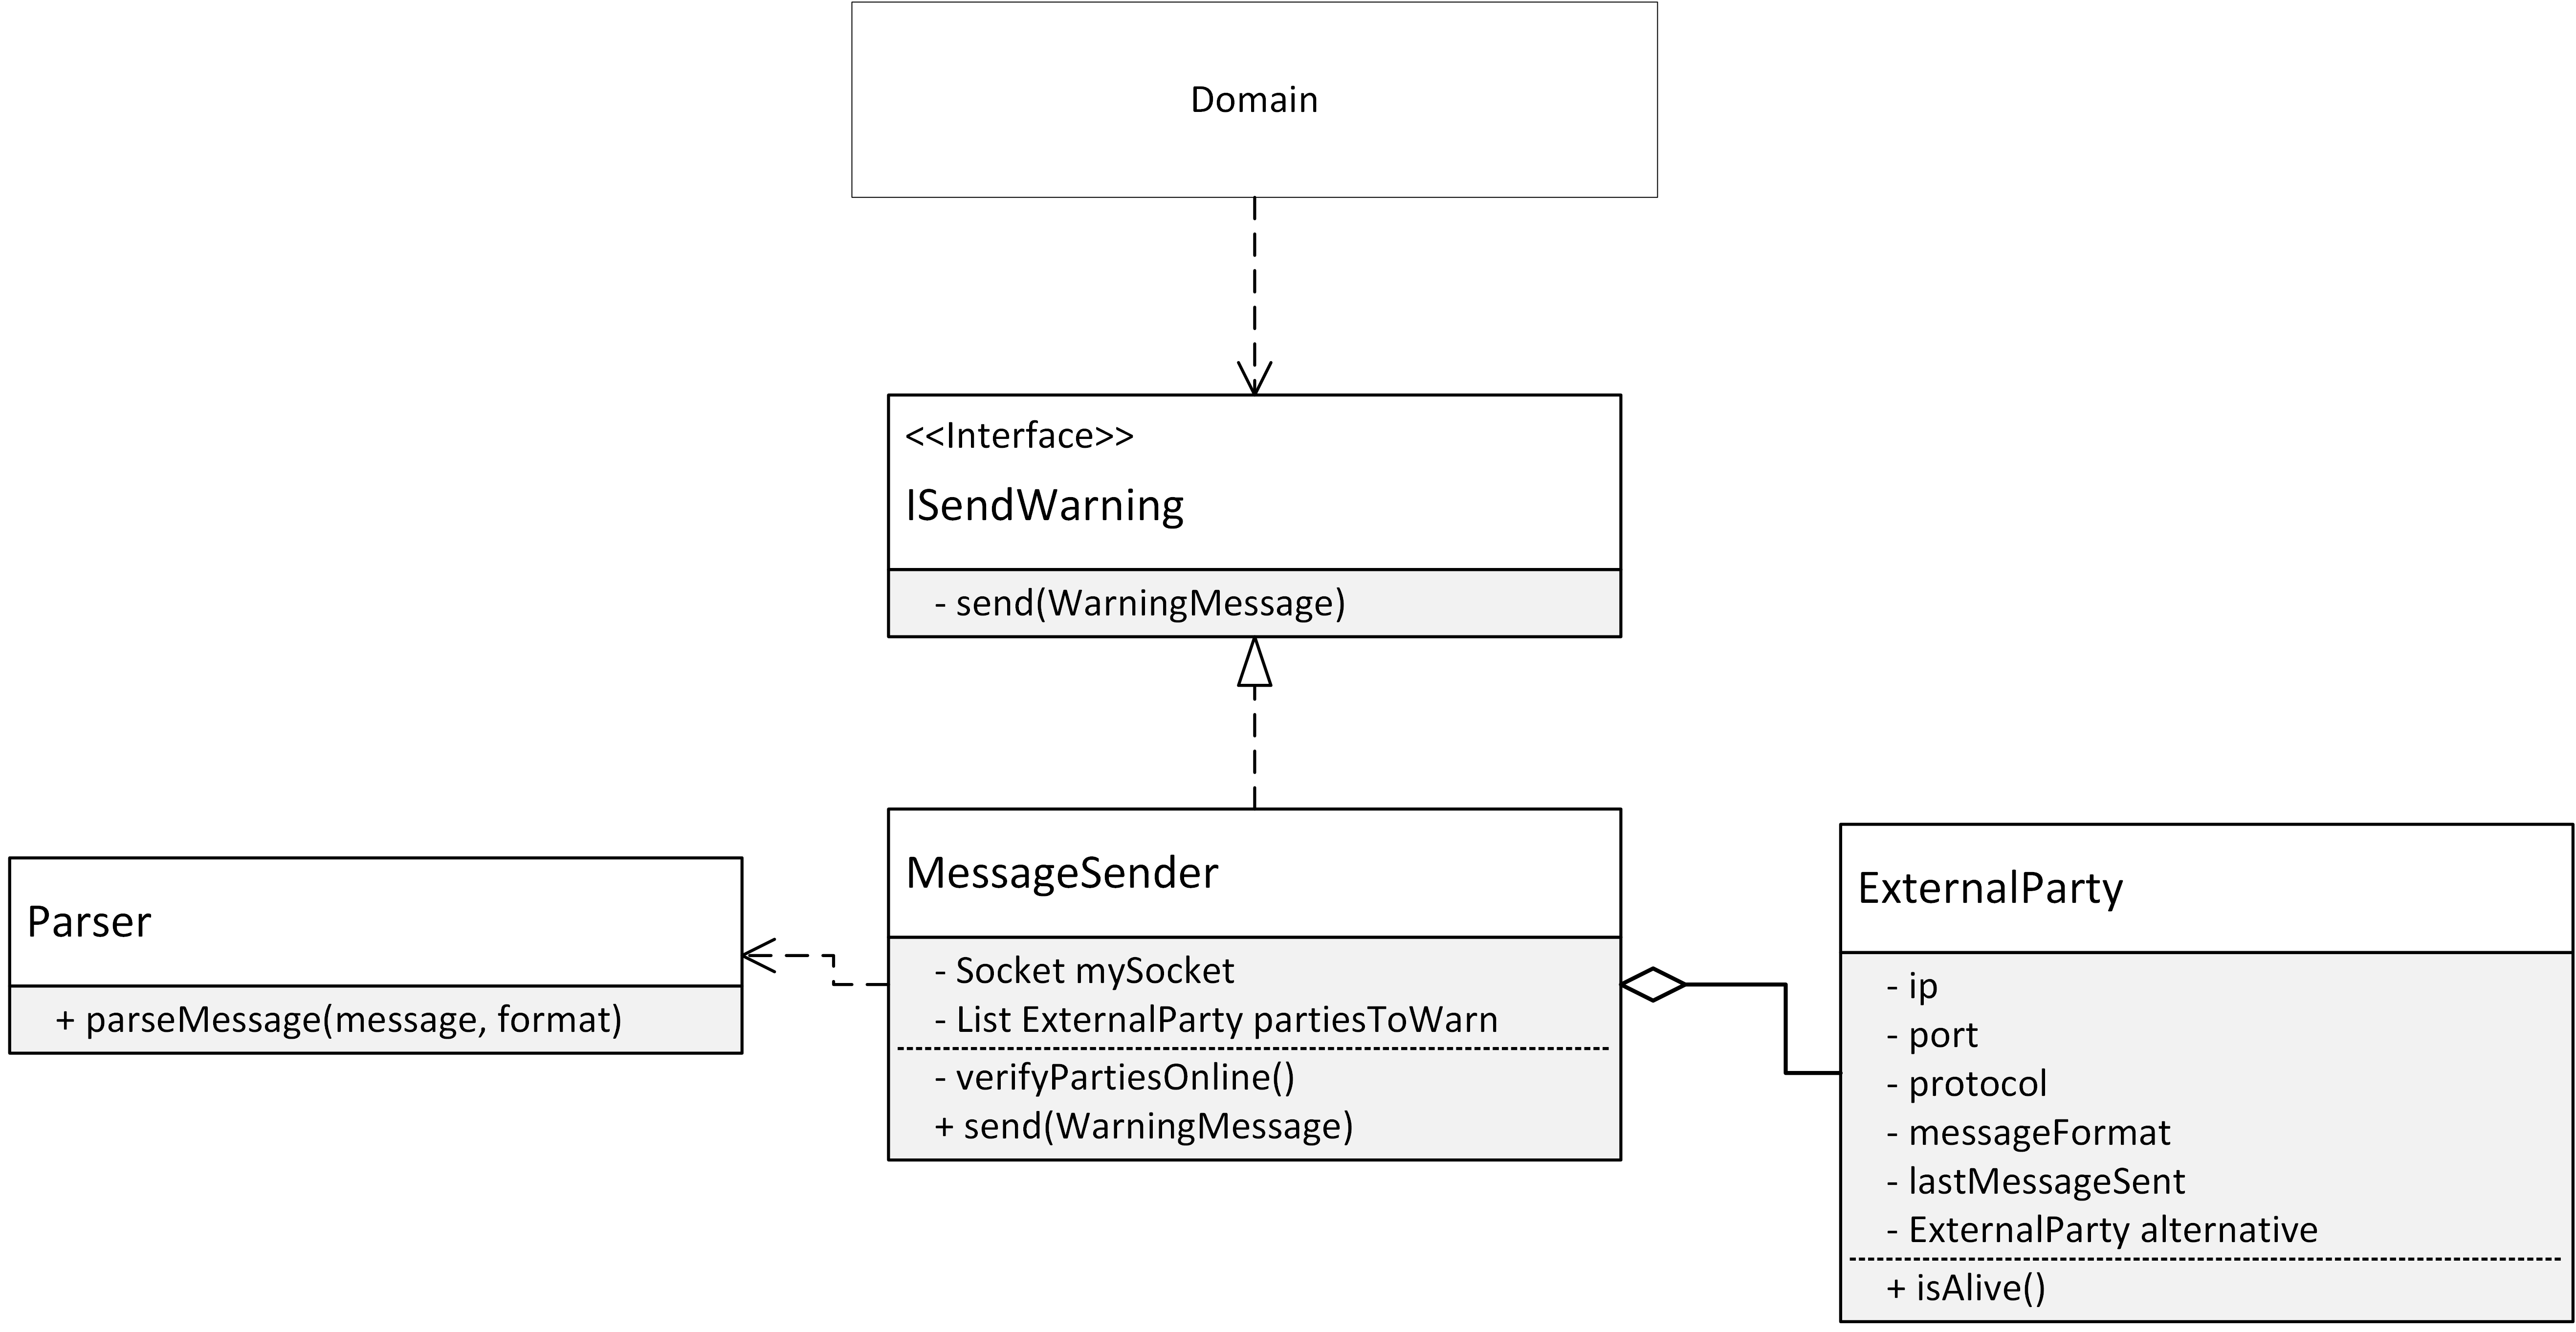 Domain
<<Interface>>
ISendWarning
- send(WarningMessage)
Parser
+ parseMessage(message, format)
MessageSender
- Socket mySocket
- List ExternalParty partiesToWarn
- verifyPartiesOnline()
+ send(WarningMessage)
ExternalParty
- ip
- port
- protocol
- messageFormat
- lastMessageSent
- ExternalParty alternative
+ isAlive()